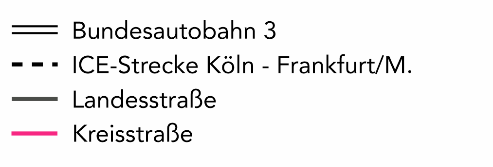 Bundesautobahn 3
ICE-Strecke Köln - Frankfurt/M.
Landesstraße
Kreisstraße